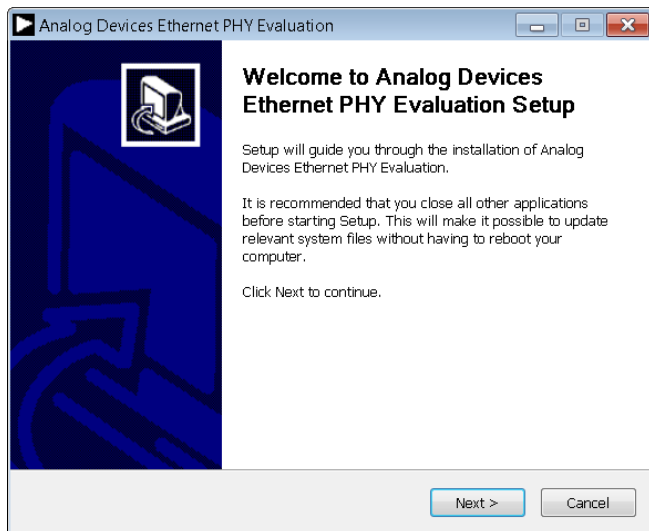 Analog Devices Ethernet PHY Evaluation
Welcome to Analog Devices
Ethernet PHY Evaluation Setup
Setup will guide you through the installation of Analog
Devices Ethernet PHY Evaluation.
It is recommended that you close all other applications
before starting Setup. This will make it possible to update
relevant system files without having to reboot your
computer.
Click Next to continue.
Next >
Cancel